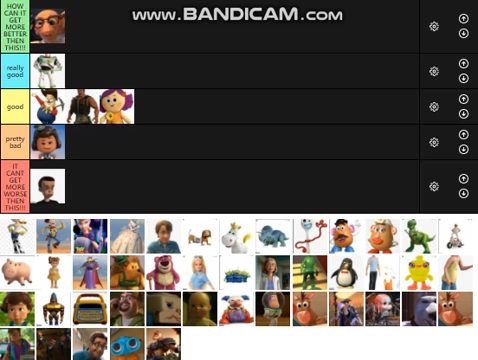 www.BANDICAM.com
HOW CAN IT
GET MORE
BETTER
THEN
THIS!!!
really
good
good
pretty
bad
IT
CANT GET
MORE
WORSE
THEN
THIS!!!